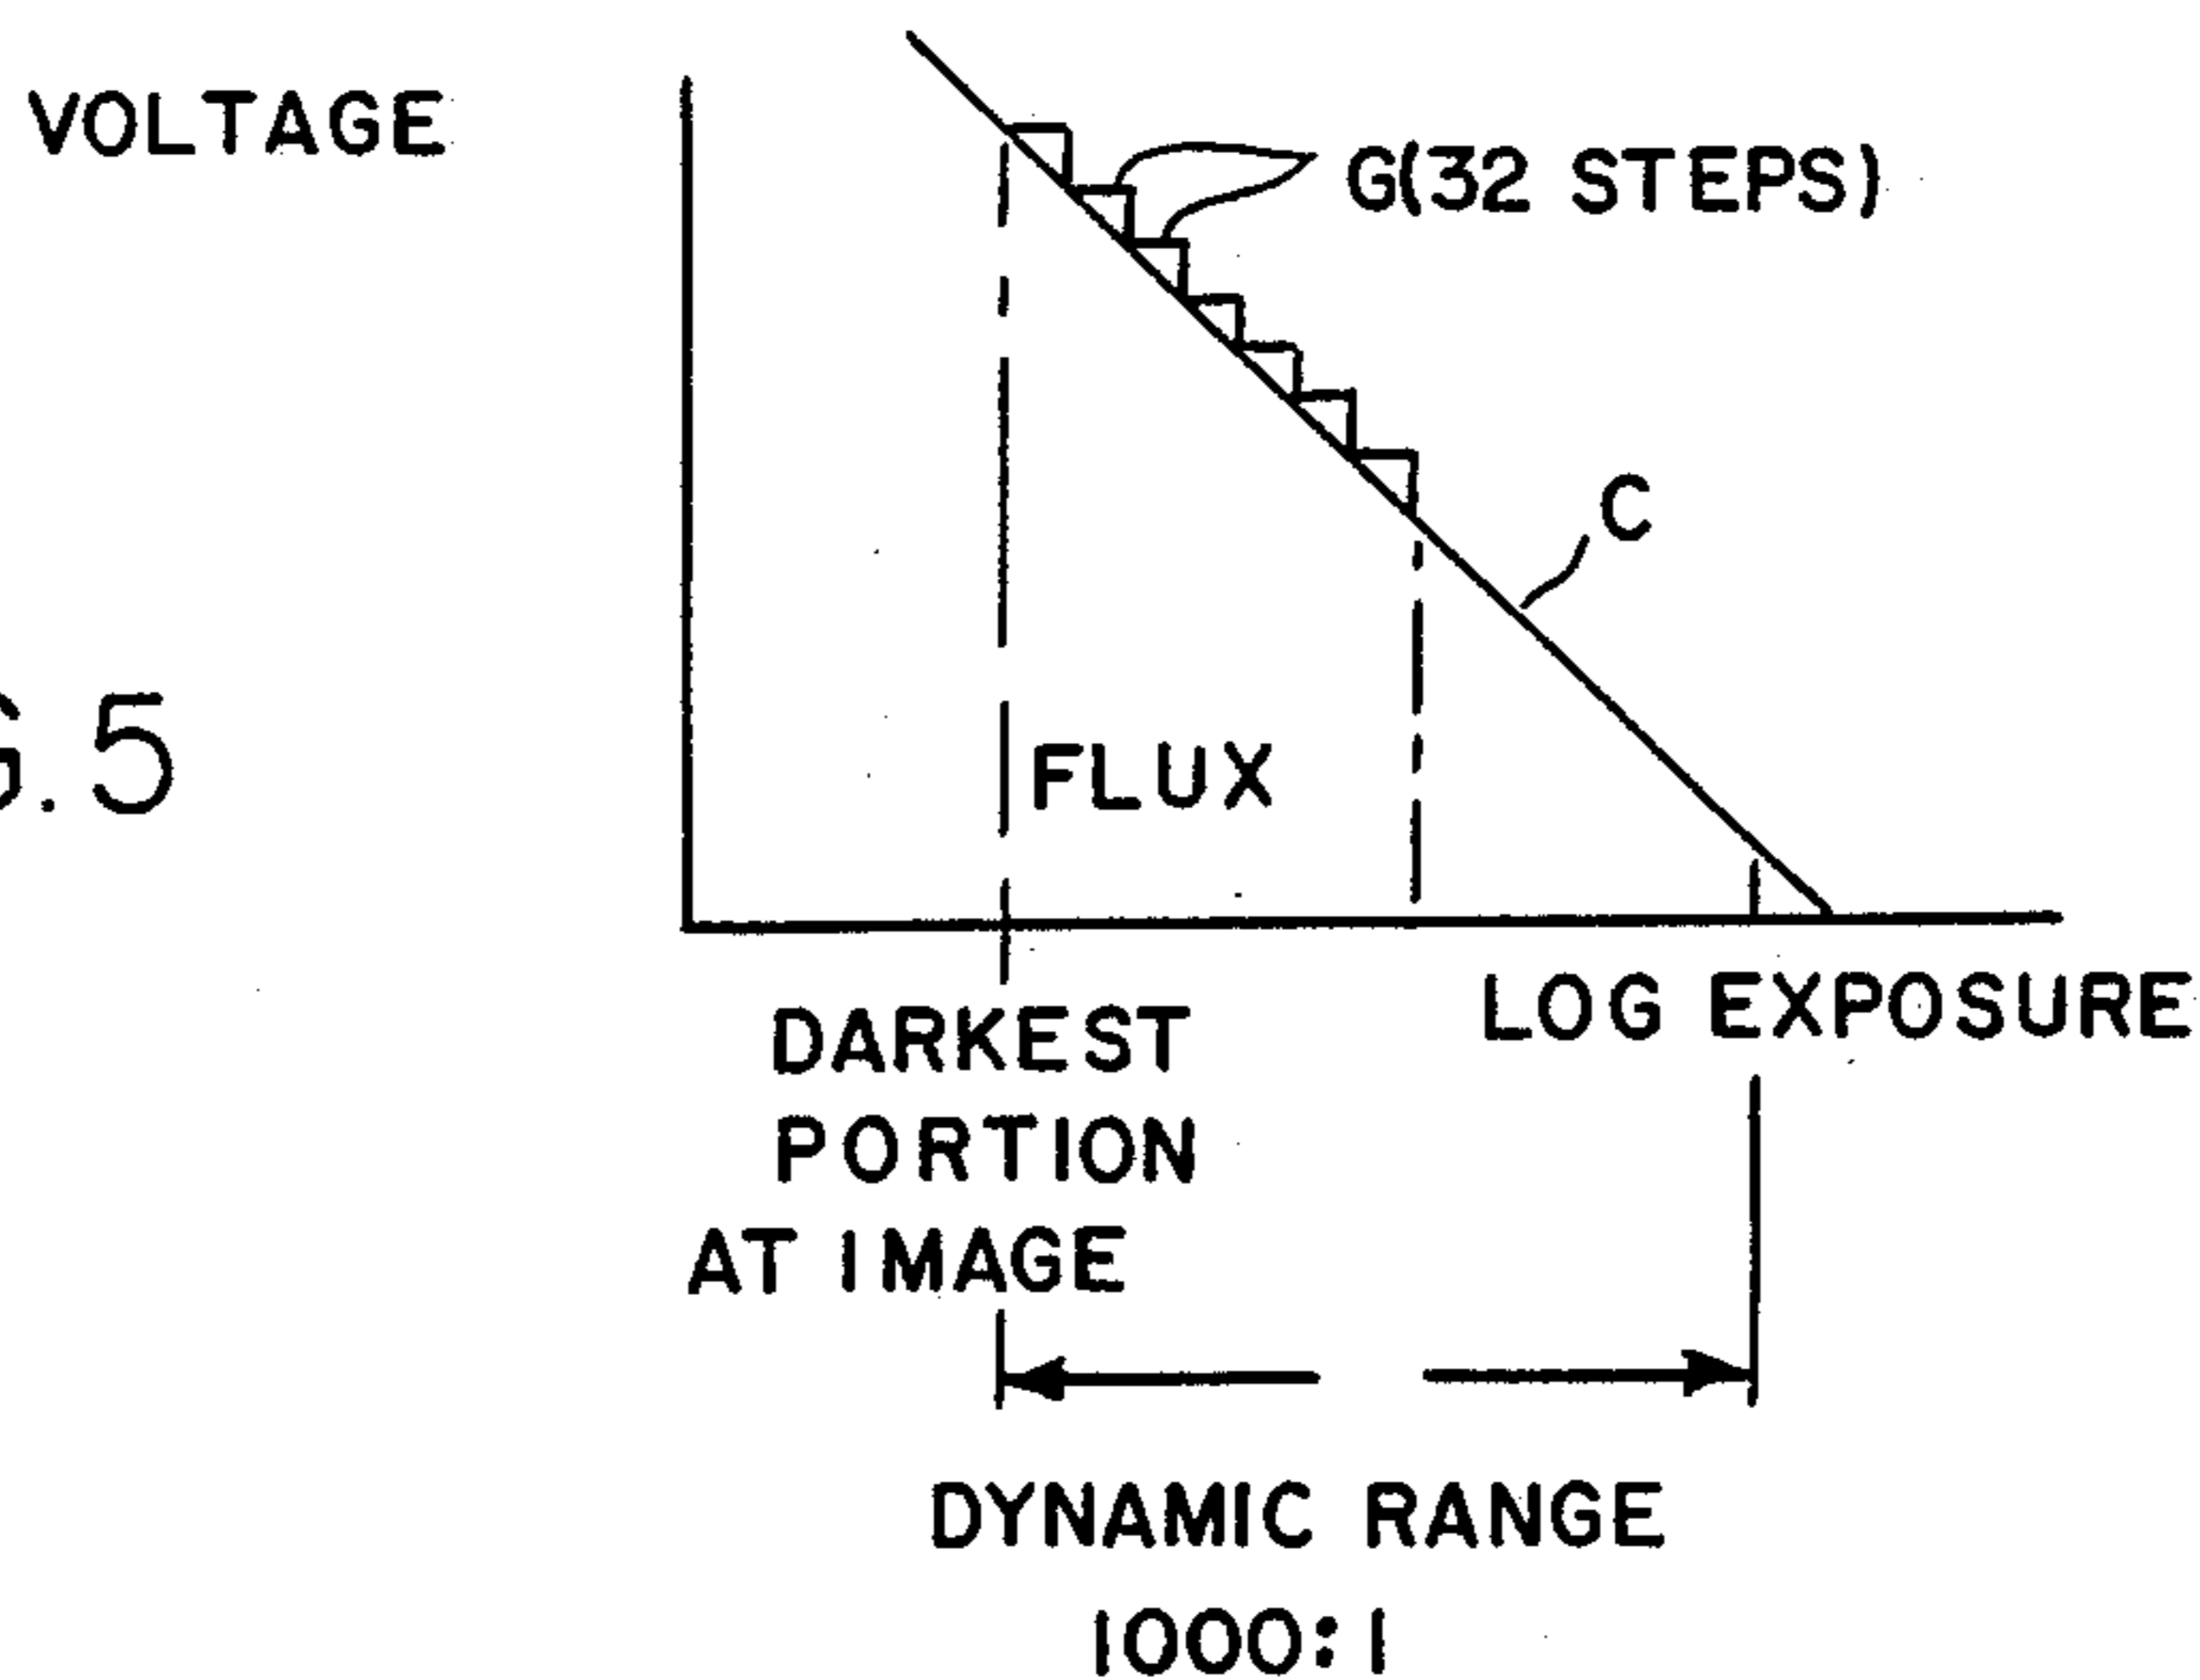 VOLTAGE
G(32 STEPS)
C
G.5
FLUX
LOG EXPOSURE
DARKEST
PORTION
AT IMAGE
DYNAMIC RANGE
1000:1